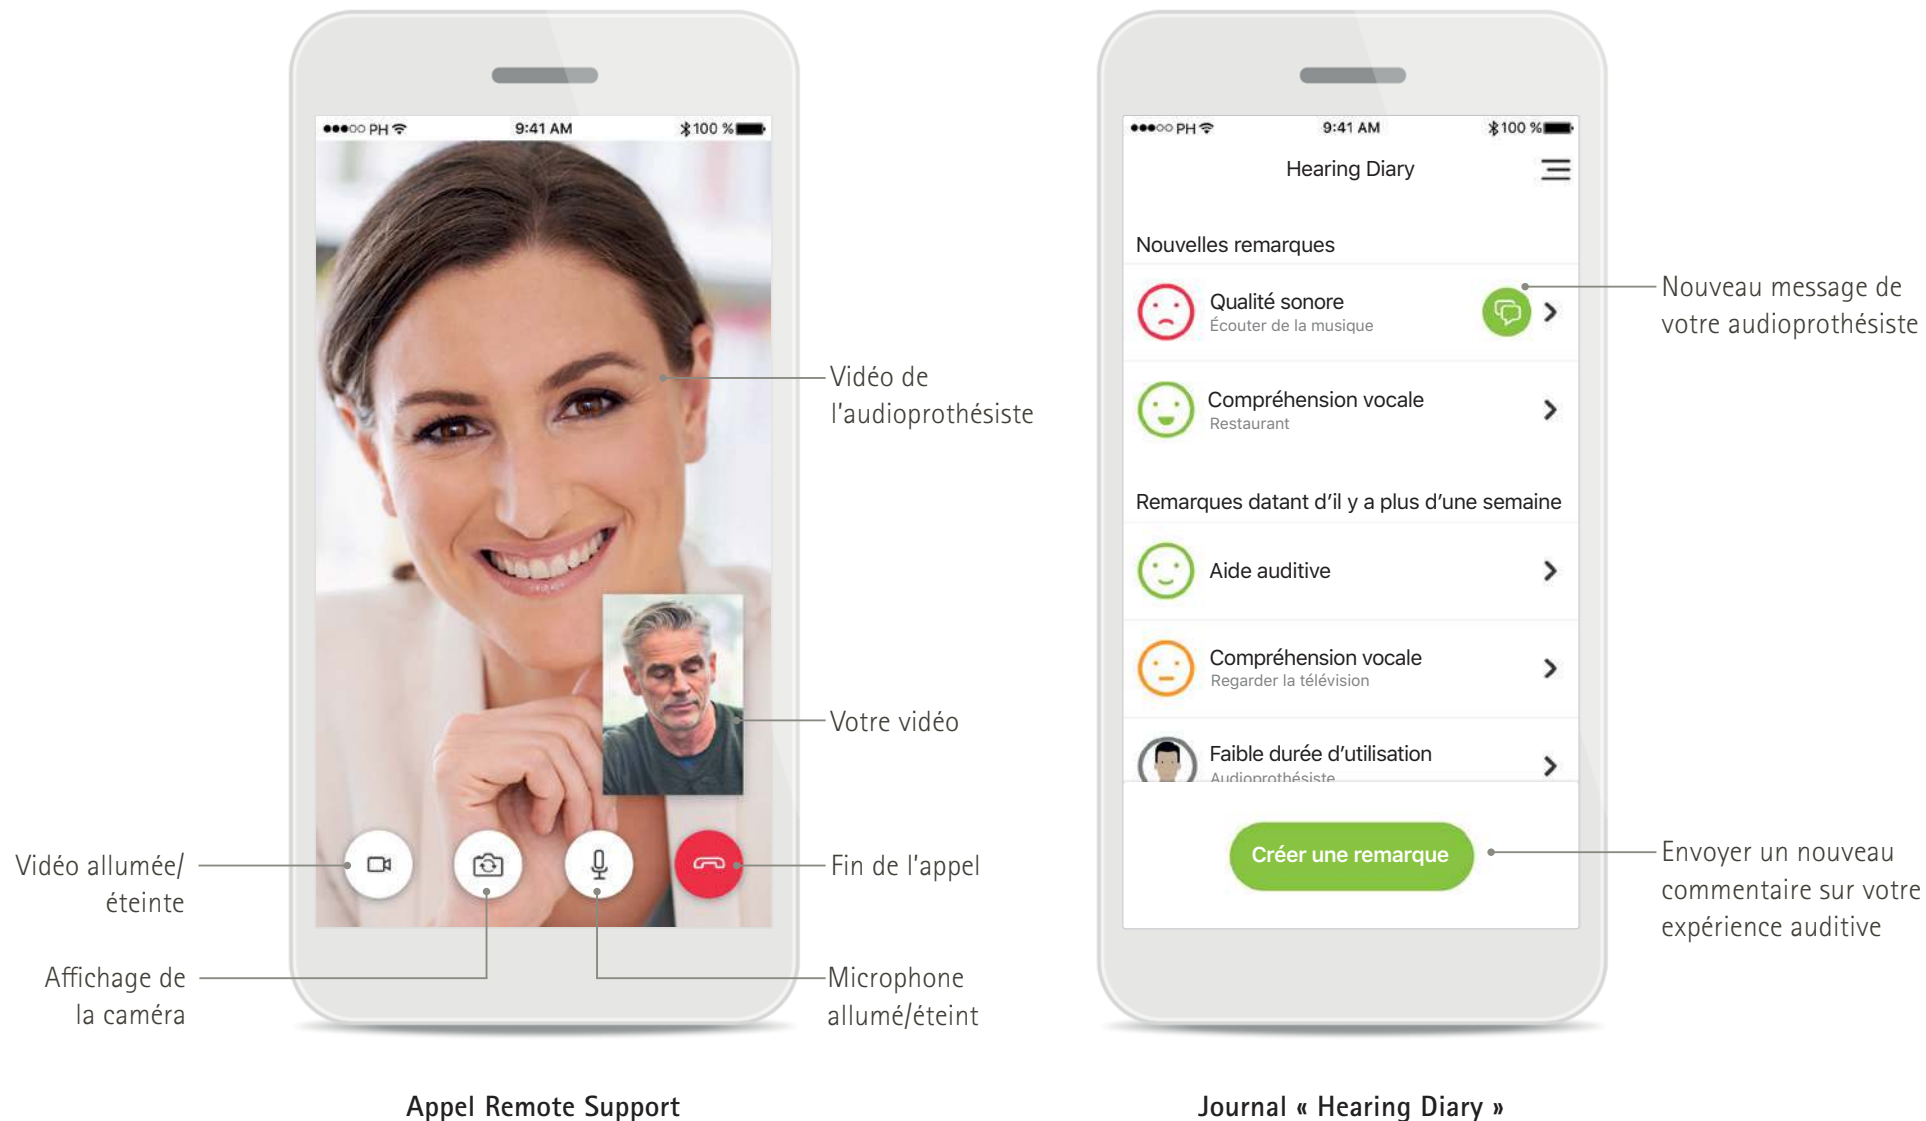 PH
9:41 AM
100 %
Vidéo de
l'audioprothésiste
Votre vidéo
Vidéo allumée/
éteinte
Fin de l'appel
Affichage de
la caméra
Microphone
allumé/éteint
Appel Remote Support
PH
9:41 AM
100 %
Hearing Diary
Nouvelles remarques
Qualité sonore
Écouter de la musique
Nouveau message de
votre audioprothésiste
Compréhension vocale
Restaurant
Remarques datant d'il y a plus d'une semaine
Aide auditive
Compréhension vocale
Regarder la télévision
Faible durée d'utilisation
Audioprothésiste
Créer une remarque
Envoyer un nouveau
commentaire sur votre
expérience auditive
Journal « Hearing Diary »